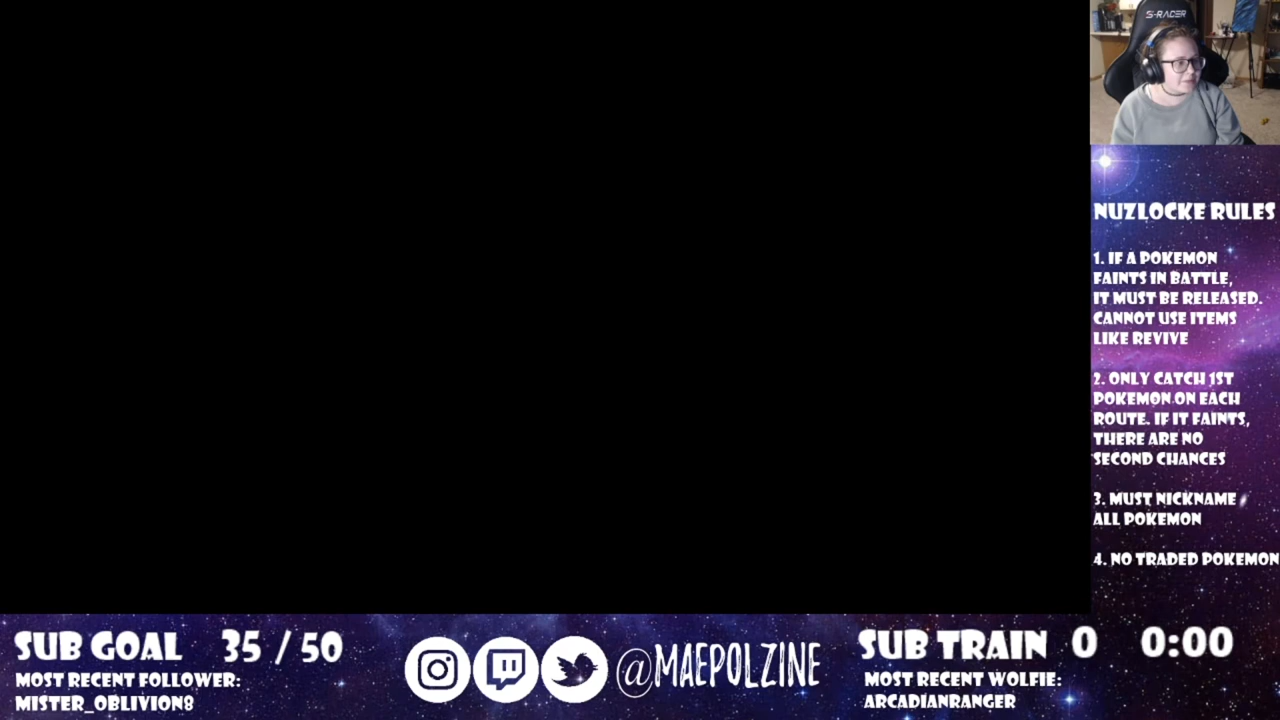 S-RACER
NUZLOCKE RULES
1. IF A POKEMON
FAINTS IN BATTLE,
IT MUST BE RELEASED.
CANNOT USE ITEMS
LIKE REVIVE
2. ONLY CATCH 1ST
POKEMON ON EACH
ROUTE. IF IT FAINTS,
THERE ARE NO
SECOND CHANCES
3. MUST NICKNAME
ALL POKEMON
4. NO TRADED POKEMON
SUB GOAL 35 / 50
MOST RECENT FOLLOWER:
MISTER_OBLIVION8
@MAEPOLZINE
SUB TRAIN 0 0:00
MOST RECENT WOLFIE:
ARCADIANRANGER